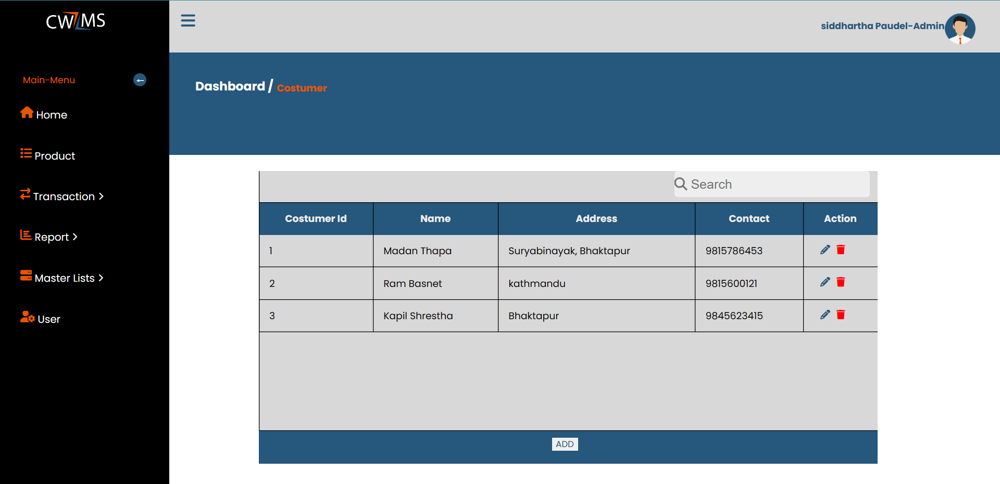 CWMS
siddhartha Paudel-Admin
Main-Menu
Home
Product
Transaction
Report
Master Lists
User
Dashboard / Costumer
Search
Costumer Id Name Address Contact Action
1 Madan Thapa Suryabinayak, Bhaktapur 9815786453
2 Ram Basnet kathmandu 9815600121
3 Kapil Shrestha Bhaktapur 9845623415
ADD